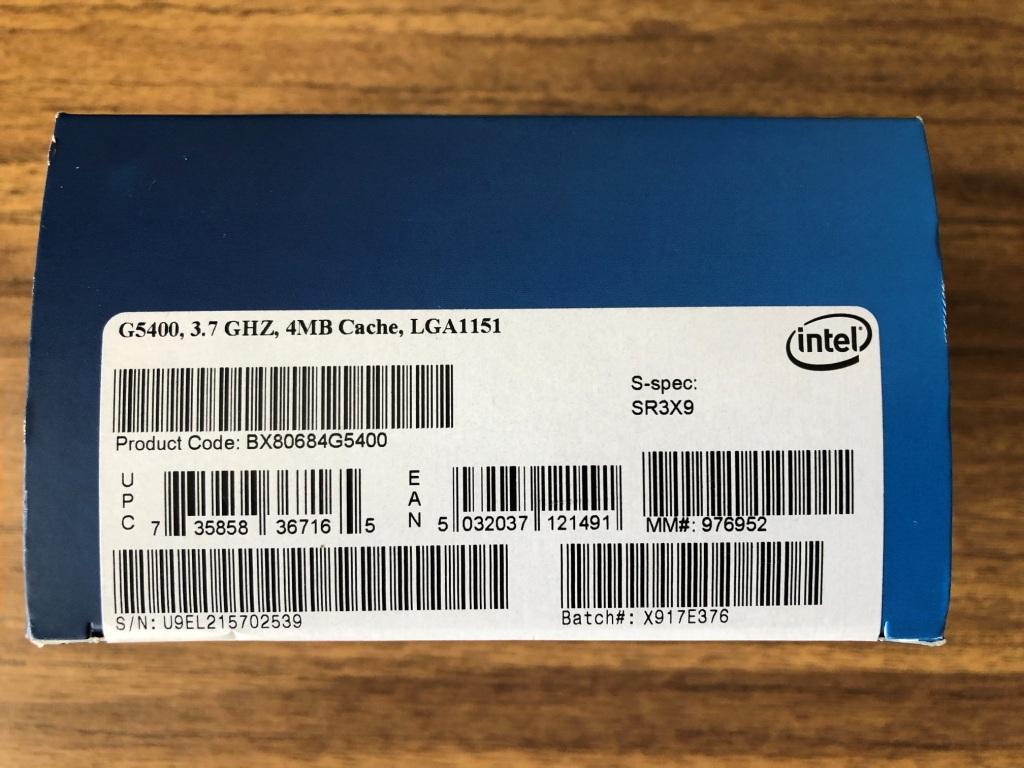 G5400, 3.7 GHZ, 4MB Cache, LGA1151
intel
S-spec:
SR3X9
Product Code: BX80684G5400
UPC 7 35858 36716 5
EAN 5 032037 121491
MM#: 976952
S/N: U9EL215702539
Batch#: X917E376